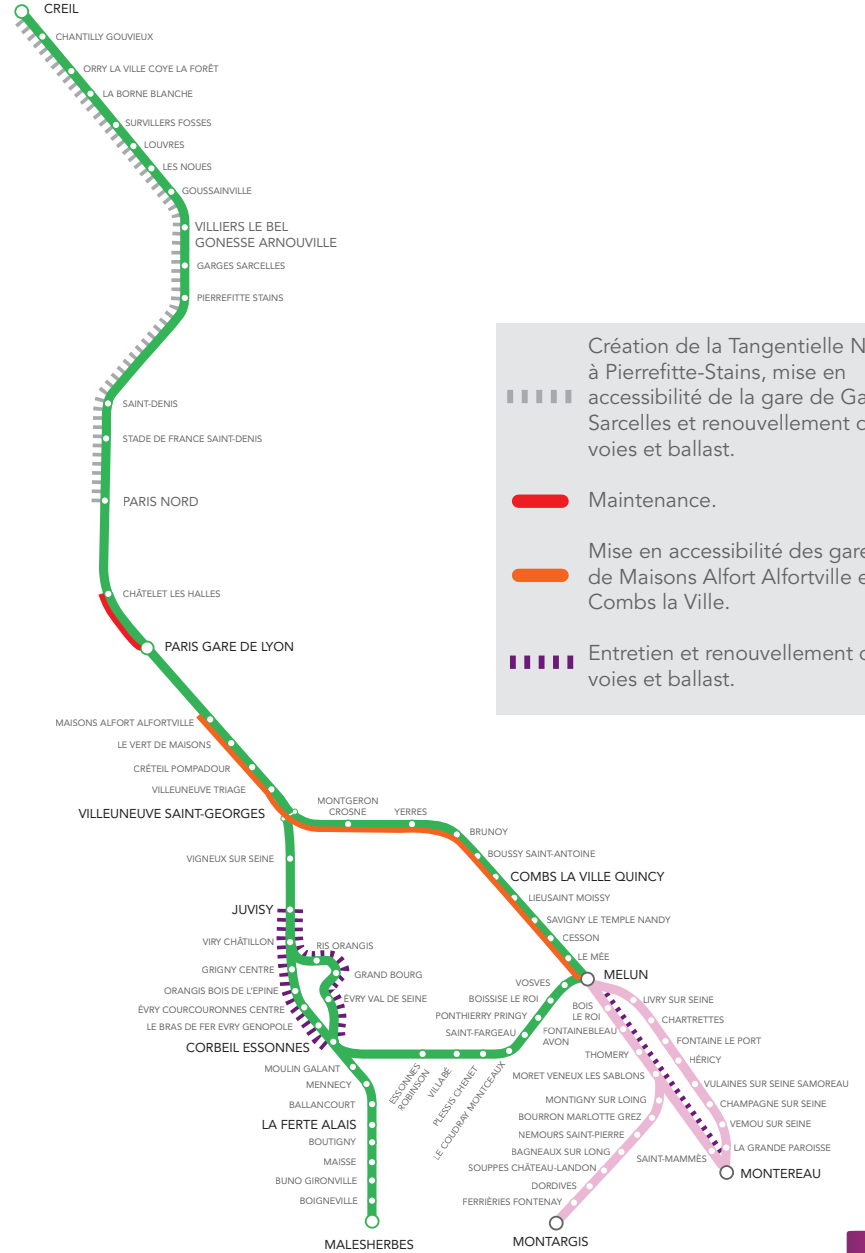 CREIL
CHANTILLY GOUVIEUX
ORRY LA VILLE COYE LA FORÊT
LA BORNE BLANCHE
SURVILLERS FOSSES
LOUVRES
LES NOUES
GOUSSAINVILLE
VILLIERS LE BEL
GONESSE ARNOUVILLE
GARGES SARCELLES
PIERREFITTE STAINS
SAINT-DENIS
STADE DE FRANCE SAINT-DENIS
PARIS NORD
CHÂTELET LES HALLES
PARIS GARE DE LYON
Création de la Tangentielle N
à Pierrefitte-Stains, mise en
accessibilité de la gare de Ga
Sarcelles et renouvellement d
voies et ballast.
Maintenance.
Mise en accessibilité des gare
de Maisons Alfort Alfortville e
Combs la Ville.
Entretien et renouvellement d
voies et ballast.
MAISONS ALFORT ALFORTVILLE
LE VERT DE MAISONS
CRÉTEIL POMPADOUR
VILLEUNEUVE TRIAGE
VILLEUNEUVE SAINT-GEORGES
MONTGERON
CROSNE
YERRES
BRUNOY
BOUSSY SAINT-ANTOINE
COMBS LA VILLE QUINCY
LIEUSAINT MOISSY
SAVIGNY LE TEMPLE NANDY
CESSON
LE MÉE
MELUN
VIGNEUX SUR SEINE
JUVISY
VIRY CHÂTILLON
RIS ORANGIS
GRIGNY CENTRE
GRAND BOURG
ORANGIS BOIS DE L'EPINE
ÉVRY VAL DE SEINE
ÉVRY COURCOURONNES CENTRE
LE BRAS DE FER EVRY GENOPOLE
CORBEIL ESSONNES
VOSVES
BOISSISE LE ROI
PONTHIERRY PRINGY
SAINT-FARGEAU
LE COUDRAY MONTCEAUX
PLESSIS CHENET
VILLABÉ
ESSONNES
ROBINSON
MOULIN GALANT
MENNECY
BALLANCOURT
LA FERTE ALAIS
BOUTIGNY
MAISSE
BUNO GIRONVILLE
BOIGNEVILLE
MALESHERBES
BOIS
LE ROI
FONTAINEBLEAU
AVON
THOMERY
MORET VENEUX LES SABLONS
MONTIGNY SUR LOING
BOURRON MARLOTTE GREZ
NEMOURS SAINT-PIERRE
BAGNEAUX SUR LONG
SOUPPES CHÂTEAU-LANDON
DORDIVES
FERRIÈRIES FONTENAY
MONTARGIS
LIVRY SUR SEINE
CHARTRETTES
FONTAINE LE PORT
HÉRICY
VULAINES SUR SEINE SAMOREAU
CHAMPAGNE SUR SEINE
VEMOU SUR SEINE
LA GRANDE PAROISSE
SAINT-MAMMÈS
MONTEREAU